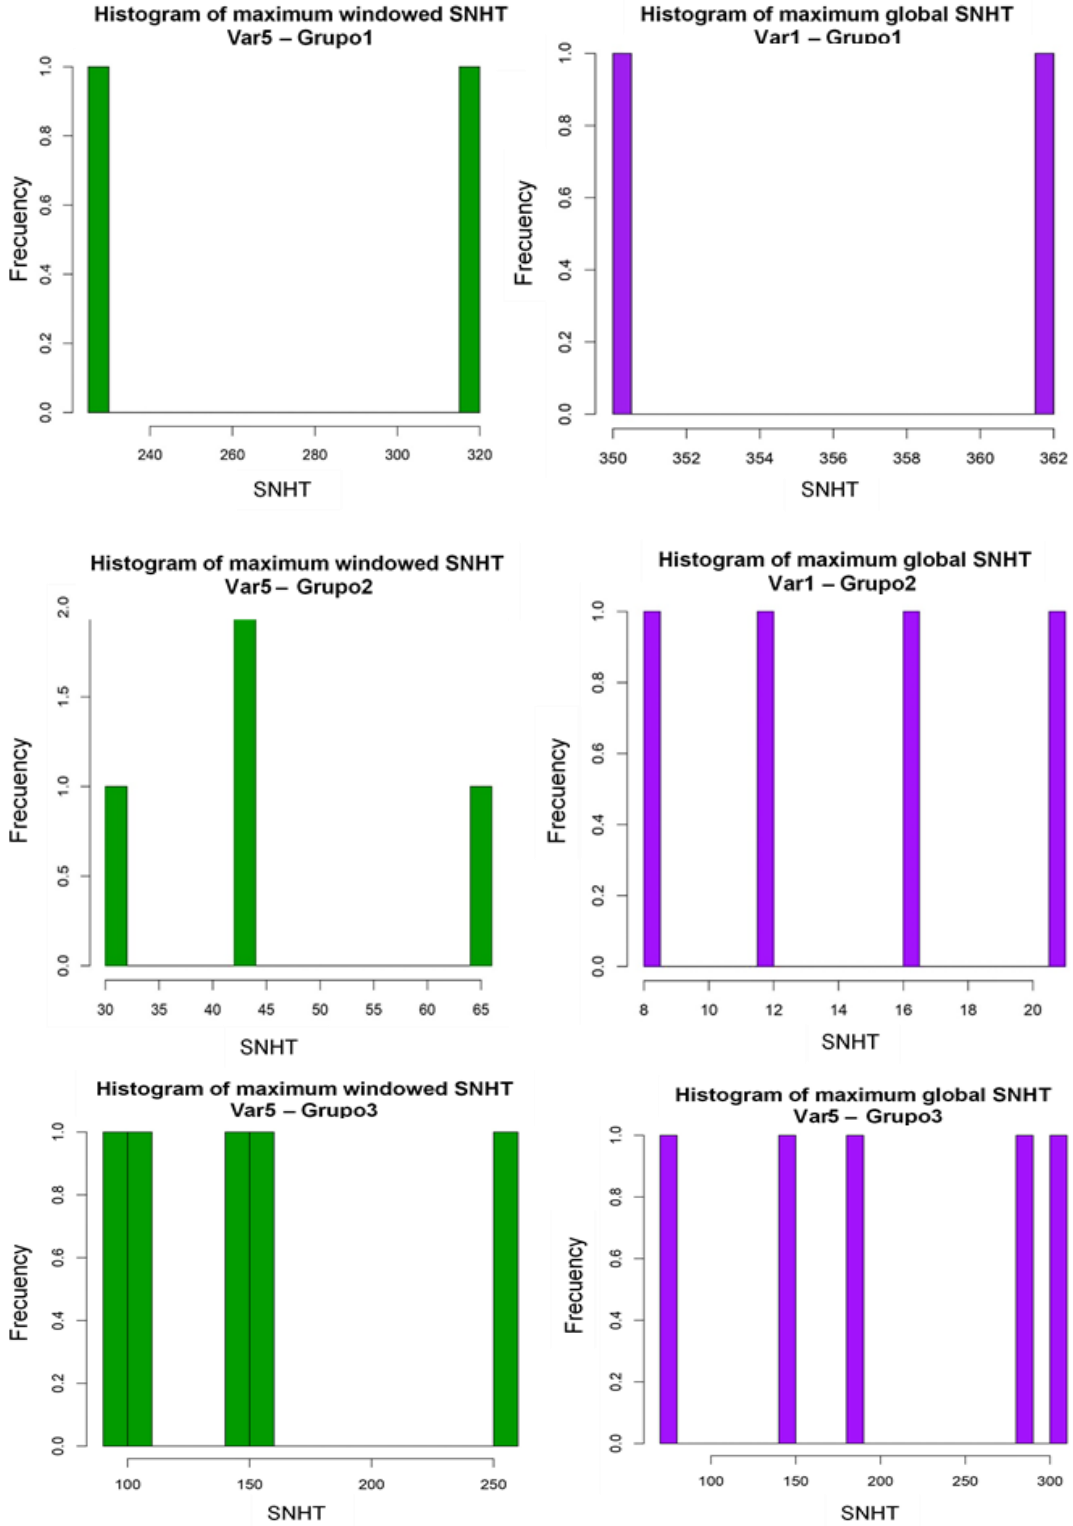 Histogram of maximum windowed SNHT
Var5 – Grupo1
Frecuency
0.0 0.2 0.4 0.6 0.8 1.0
240 260 280 300 320
SNHT
Histogram of maximum global SNHT
Var1 – Grupo1
Frecuency
0.0 0.2 0.4 0.6 0.8 1.0
350 352 354 356 358 360 362
SNHT
Histogram of maximum windowed SNHT
Var5 – Grupo2
Frecuency
0.0 0.5 1.0 1.5 2.0
30 35 40 45 50 55 60 65
SNHT
Histogram of maximum global SNHT
Var1 – Grupo2
Frecuency
0.0 0.2 0.4 0.6 0.8 1.0
8 10 12 14 16 18 20
SNHT
Histogram of maximum windowed SNHT
Var5 – Grupo3
Frecuency
0.0 0.2 0.4 0.6 0.8 1.0
100 150 200 250
SNHT
Histogram of maximum global SNHT
Var5 – Grupo3
Frecuency
0.0 0.2 0.4 0.6 0.8 1.0
100 150 200 250 300
SNHT